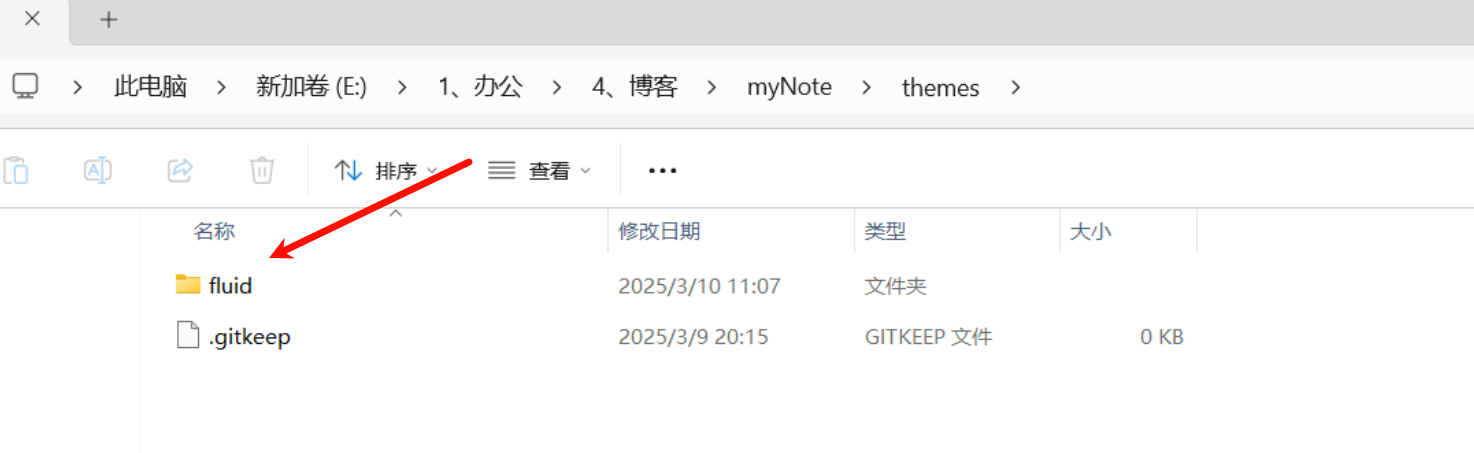 此电脑 > 新加卷 (E:) > 1、办公 > 4、博客 > myNote > themes >
排序 查看
名称 修改日期 类型 大小
fluid 2025/3/10 11:07 文件夹
.gitkeep 2025/3/9 20:15 GITKEEP 文件 0 KB